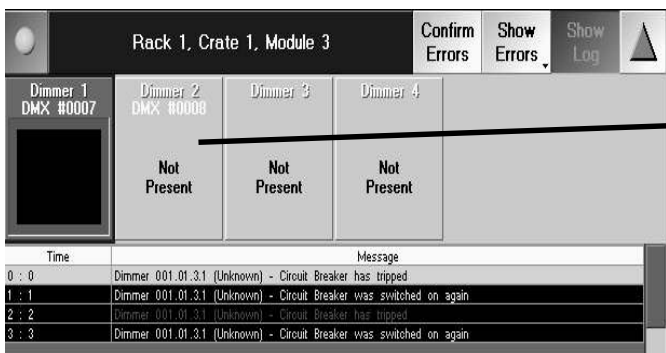 Rack 1, Crate 1, Module 3
Confirm Errors
Show Errors
Show Log
Dimmer 1
DMX #0007
Dimmer 2
DMX #0008
Not
Present
Dimmer 3
Not
Present
Dimmer 4
Not
Present
Time Message
0 : 0 Dimmer 001.01.3.1 (Unknown) - Circuit Breaker has tripped
1 : 1 Dimmer 001.01.3.1 (Unknown) - Circuit Breaker was switched on again
2 : 2 Dimmer 001.01.3.1 (Unknown) - Circuit Breaker has tripped
3 : 3 Dimmer 001.01.3.1 (Unknown) - Circuit Breaker was switched on again